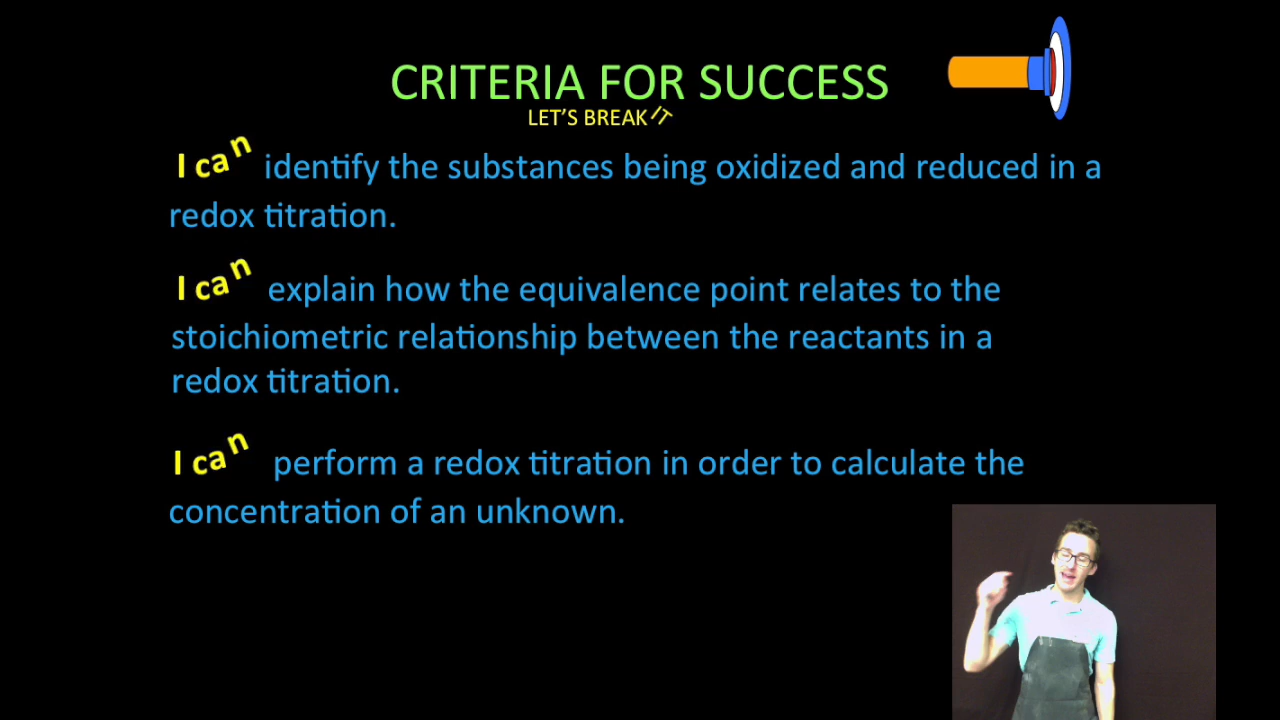 CRITERIA FOR SUCCESS
LET'S BREAK IT
I can identify the substances being oxidized and reduced in a
redox titration.
I can explain how the equivalence point relates to the
stoichiometric relationship between the reactants in a
redox titration.
I can perform a redox titration in order to calculate the
concentration of an unknown.